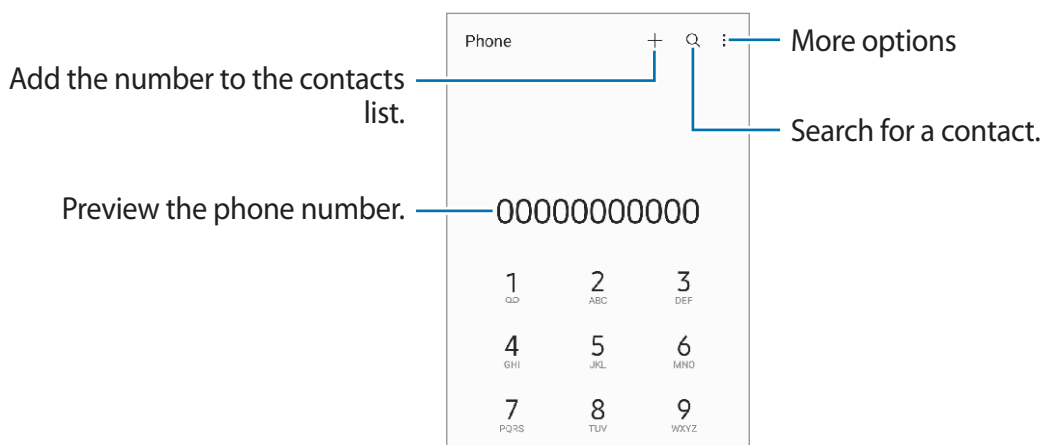 Phone
More options
Add the number to the contacts
list.
Search for a contact.
Preview the phone number.
00000000000
1 2 3
ABC DEF
4 5 6
GHI JKL MNO
7 8 9
PQRS TUV WXYZ